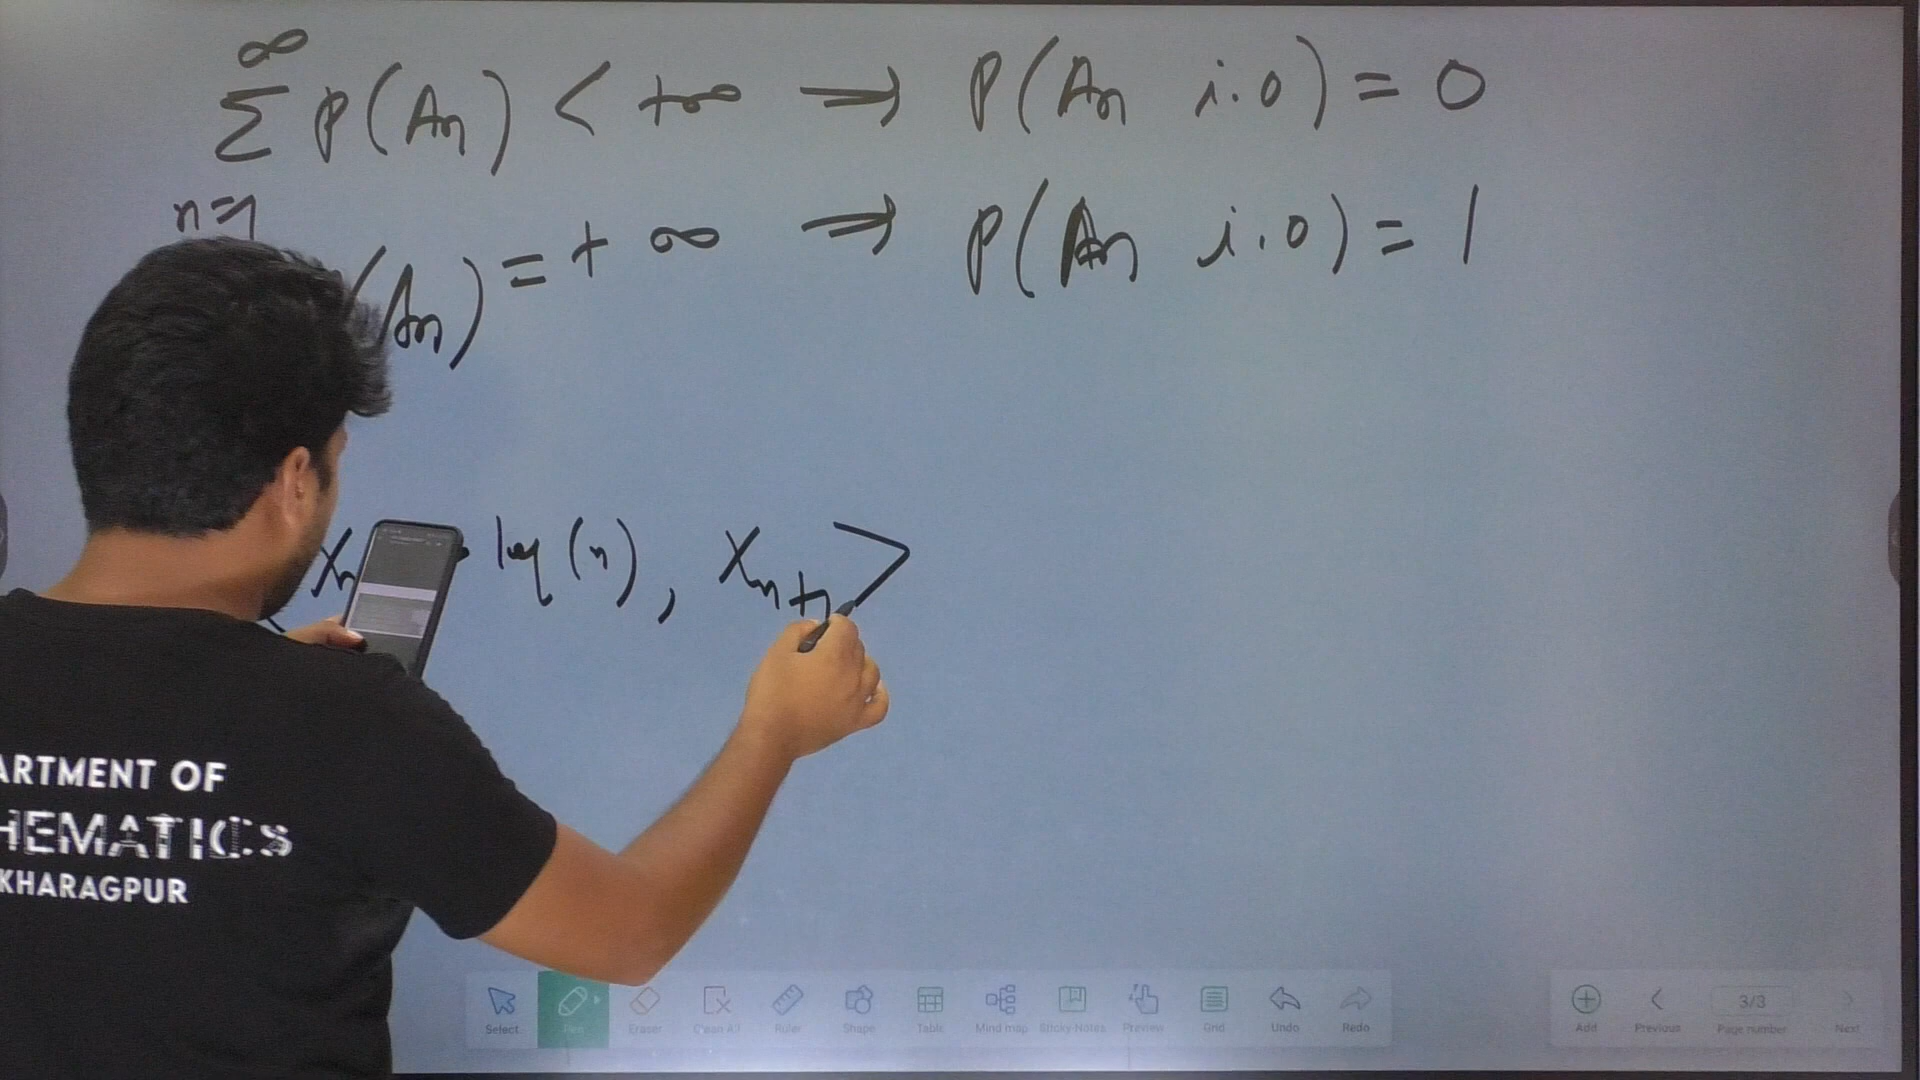 ∞
Σ P(An) < +∞ ⇒ P(An i.o) = 0
n=1
(An) = +∞ ⇒ P(An i.o) = 1
Xn log(n), Xn+1 >
ARTMENT OF
HEMATICS
KHARAGPUR
Select Pen Eraser Clean All Ruler Shape Table Mind map Sticky-Notes Preview Grid Undo Redo
Add Previous 3/3 Page number Next